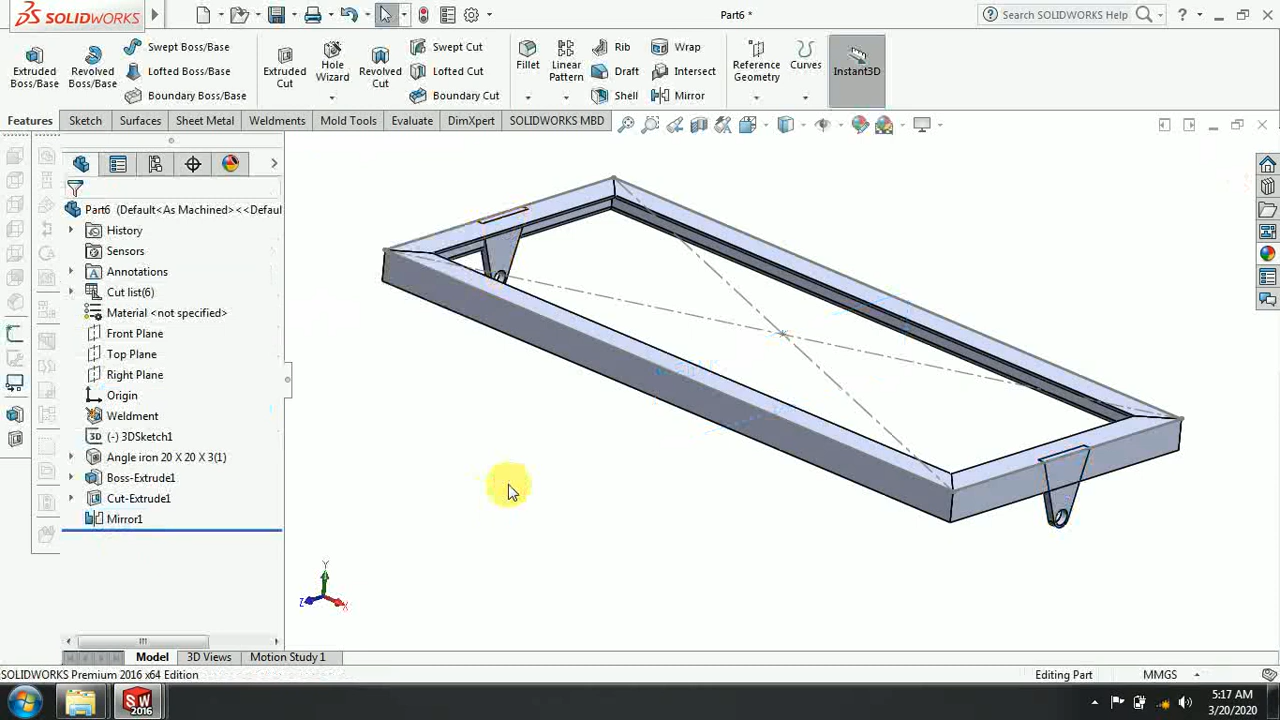 SOLIDWORKS
Part6 *
Search SOLIDWORKS Help
Extruded Boss/Base
Revolved Boss/Base
Swept Boss/Base
Lofted Boss/Base
Boundary Boss/Base
Extruded Cut
Hole Wizard
Revolved Cut
Swept Cut
Lofted Cut
Boundary Cut
Fillet
Linear Pattern
Rib
Draft
Shell
Wrap
Intersect
Mirror
Reference Geometry
Curves
Instant3D
Features Sketch Surfaces Sheet Metal Weldments Mold Tools Evaluate DimXpert SOLIDWORKS MBD
Part6 (Default<As Machined><<Defaul
History
Sensors
Annotations
Cut list(6)
Material <not specified>
Front Plane
Top Plane
Right Plane
Origin
Weldment
3D (-) 3DSketch1
Angle iron 20 X 20 X 3(1)
Boss-Extrude1
Cut-Extrude1
Mirror1
Y
Z
X
Model 3D Views Motion Study 1
SOLIDWORKS Premium 2016 x64 Edition
Editing Part
MMGS
SW 2016
5:17 AM
3/20/2020